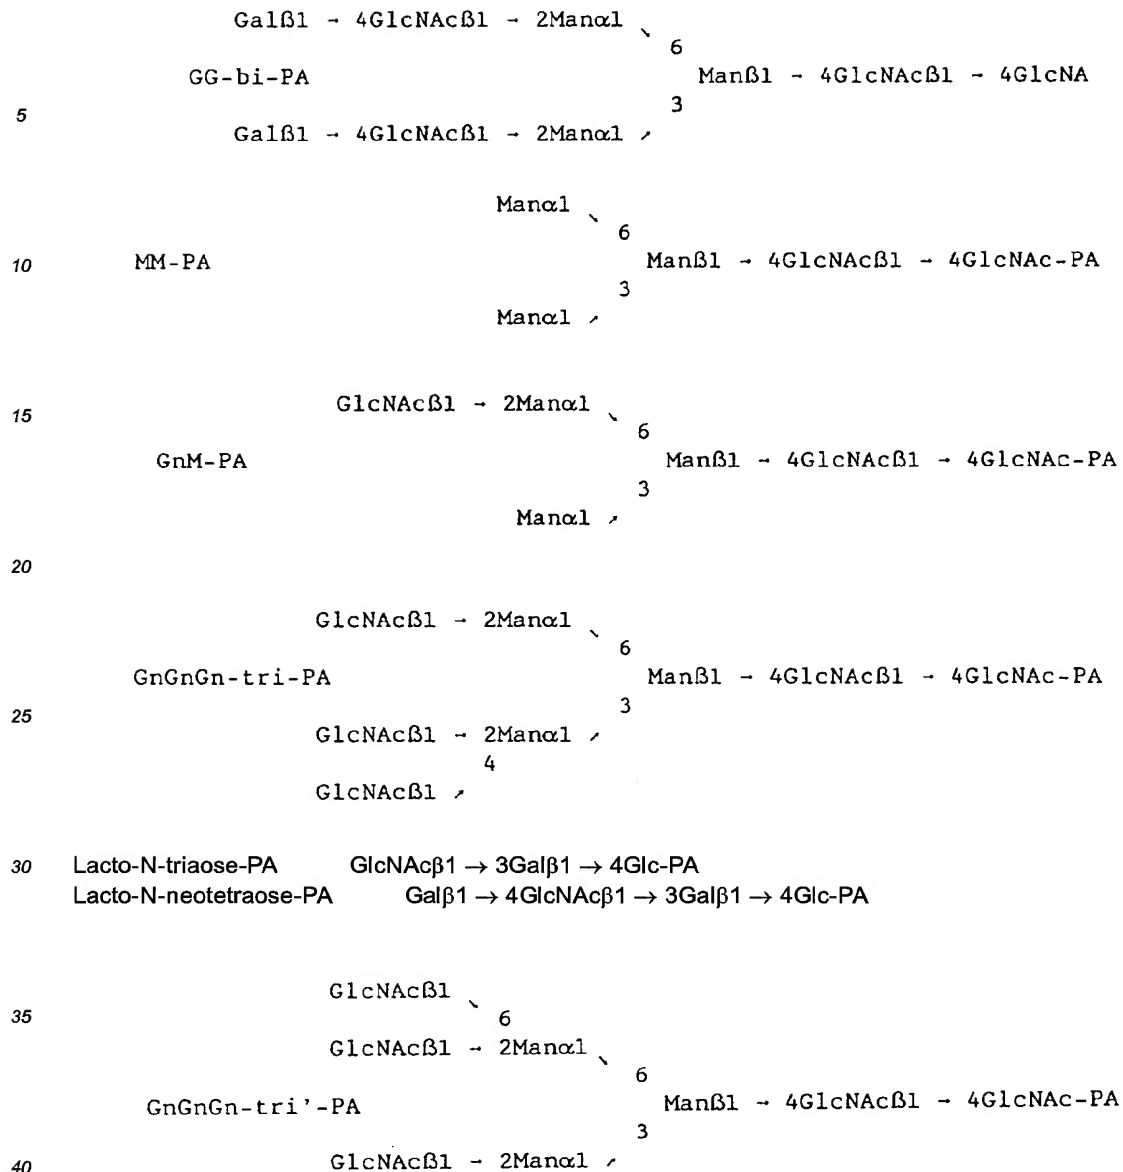 Galβ1 → 4GlcNAcβ1 → 2Manα1 ↘
6
GG-bi-PA Manβ1 → 4GlcNAcβ1 → 4GlcNA
3
5
Galβ1 → 4GlcNAcβ1 → 2Manα1 ↗
Manα1 ↘
6
10 MM-PA Manβ1 → 4GlcNAcβ1 → 4GlcNAc-PA
3
Manα1 ↗
GlcNAcβ1 → 2Manα1 ↘
15
6
GnM-PA Manβ1 → 4GlcNAcβ1 → 4GlcNAc-PA
3
Manα1 ↗
20
GlcNAcβ1 → 2Manα1 ↘
6
GnGnGn-tri-PA Manβ1 → 4GlcNAcβ1 → 4GlcNAc-PA
3
25
GlcNAcβ1 → 2Manα1 ↗
4
GlcNAcβ1 ↗
30 Lacto-N-triaose-PA GlcNAcβ1 → 3Galβ1 → 4Glc-PA
Lacto-N-neotetraose-PA Galβ1 → 4GlcNAcβ1 → 3Galβ1 → 4Glc-PA
GlcNAcβ1 ↘
35 6
GlcNAcβ1 → 2Manα1 ↘
6
GnGnGn-tri'-PA Manβ1 → 4GlcNAcβ1 → 4GlcNAc-PA
3
40 GlcNAcβ1 → 2Manα1 ↗